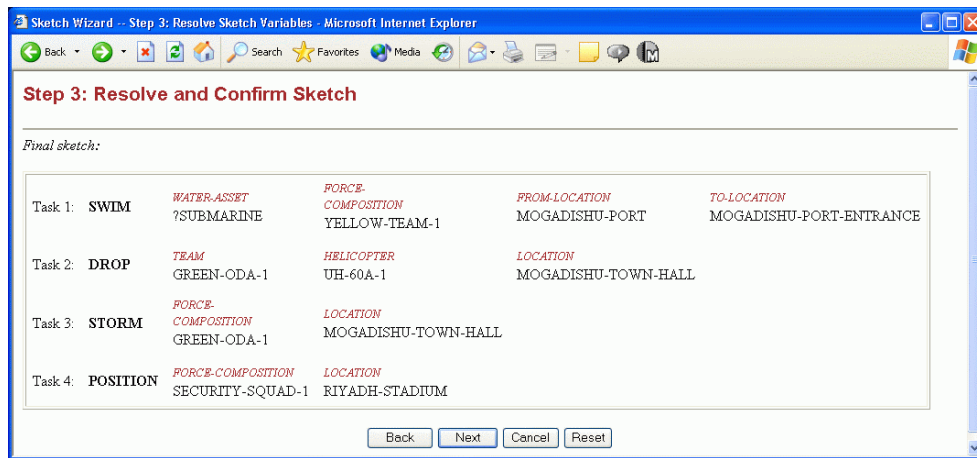 Sketch Wizard -- Step 3: Resolve Sketch Variables - Microsoft Internet Explorer
Back Search Favorites Media
Step 3: Resolve and Confirm Sketch
Final sketch:
Task 1: SWIM WATER-ASSET ?SUBMARINE FORCE-COMPOSITION YELLOW-TEAM-1 FROM-LOCATION MOGADISHU-PORT TO-LOCATION MOGADISHU-PORT-ENTRANCE
Task 2: DROP TEAM GREEN-ODA-1 HELICOPTER UH-60A-1 LOCATION MOGADISHU-TOWN-HALL
Task 3: STORM FORCE-COMPOSITION GREEN-ODA-1 LOCATION MOGADISHU-TOWN-HALL
Task 4: POSITION FORCE-COMPOSITION SECURITY-SQUAD-1 LOCATION RIYADH-STADIUM
Back Next Cancel Reset